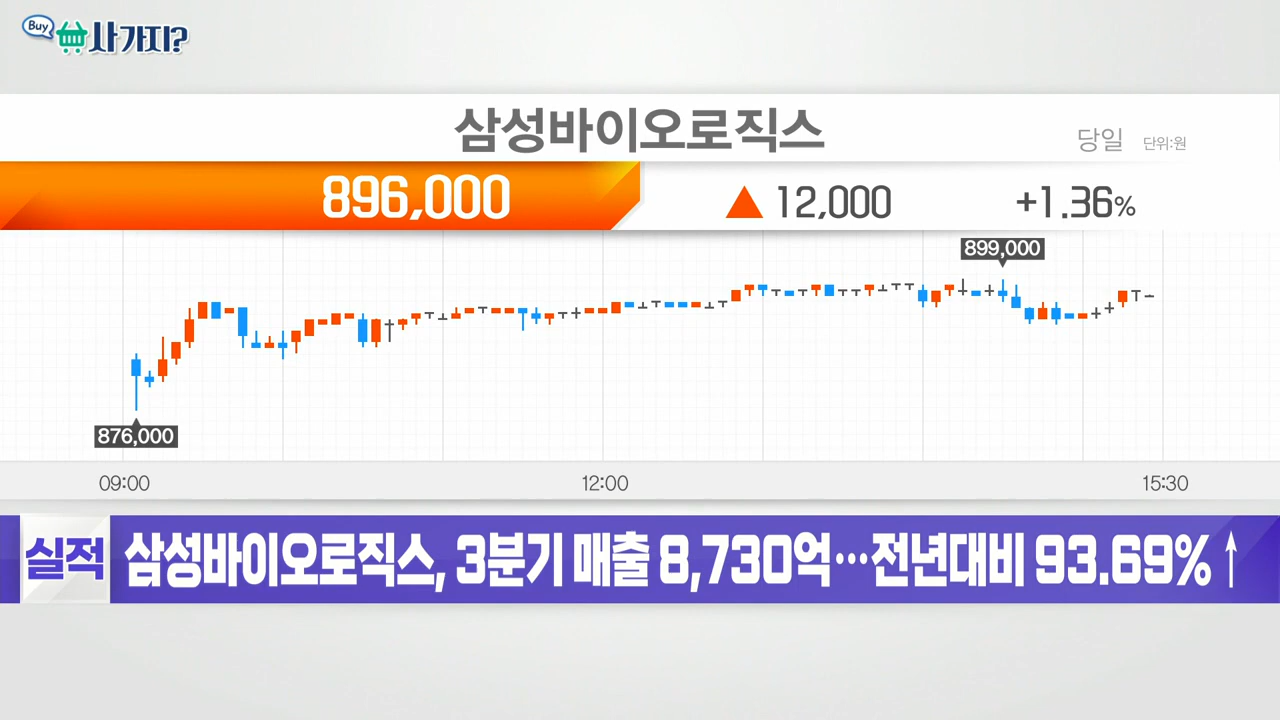 Buy 사 가지?
삼성바이오로직스
당일 단위:원
896,000 ▲ 12,000 +1.36%
899,000
876,000
09:00 12:00 15:30
실적 삼성바이오로직스, 3분기 매출 8,730억…전년대비 93.69%↑